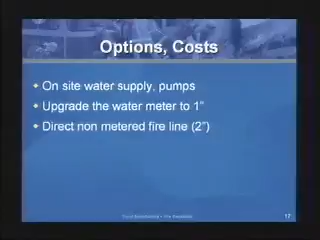 Options, Costs
On site water supply, pumps
Upgrade the water meter to 1"
Direct non metered fire line (2")
17